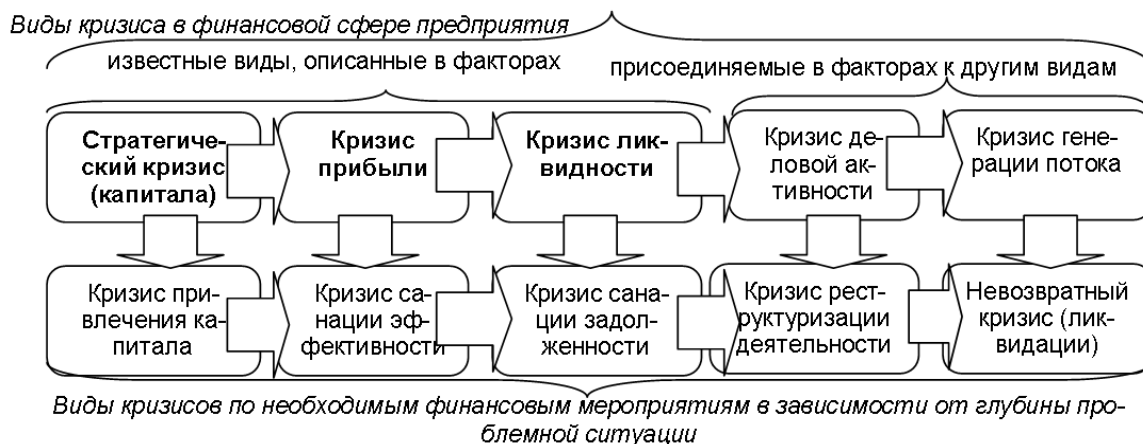 Виды кризиса в финансовой сфере предприятия
известные виды, описанные в факторах
присоединяемые в факторах к другим видам
Стратегич-
еский кризис
(капитала)
Кризис
прибыли
Кризис лик-
видности
Кризис де-
ловой ак-
тивности
Кризис гене-
рации потока
Кризис при-
влечения ка-
питала
Кризис са-
нации эф-
фективности
Кризис сана-
ции задол-
женности
Кризис рест-
руктуризации
деятельности
Невозвратный
кризис (лик-
видации)
Виды кризисов по необходимым финансовым мероприятиям в зависимости от глубины про-
блемной ситуации